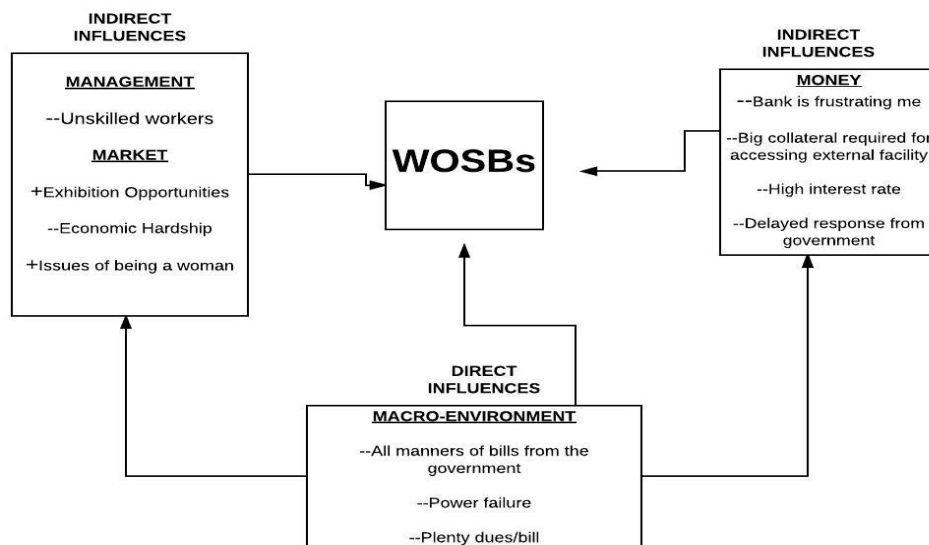 INDIRECT
INFLUENCES
MANAGEMENT
--Unskilled workers
MARKET
+Exhibition Opportunities
--Economic Hardship
+Issues of being a woman
WOSBs
INDIRECT
INFLUENCES
MONEY
--Bank is frustrating me
--Big collateral required for
accessing external facility
--High interest rate
--Delayed response from
government
DIRECT
INFLUENCES
MACRO-ENVIRONMENT
--All manners of bills from the
government
--Power failure
--Plenty dues/bill